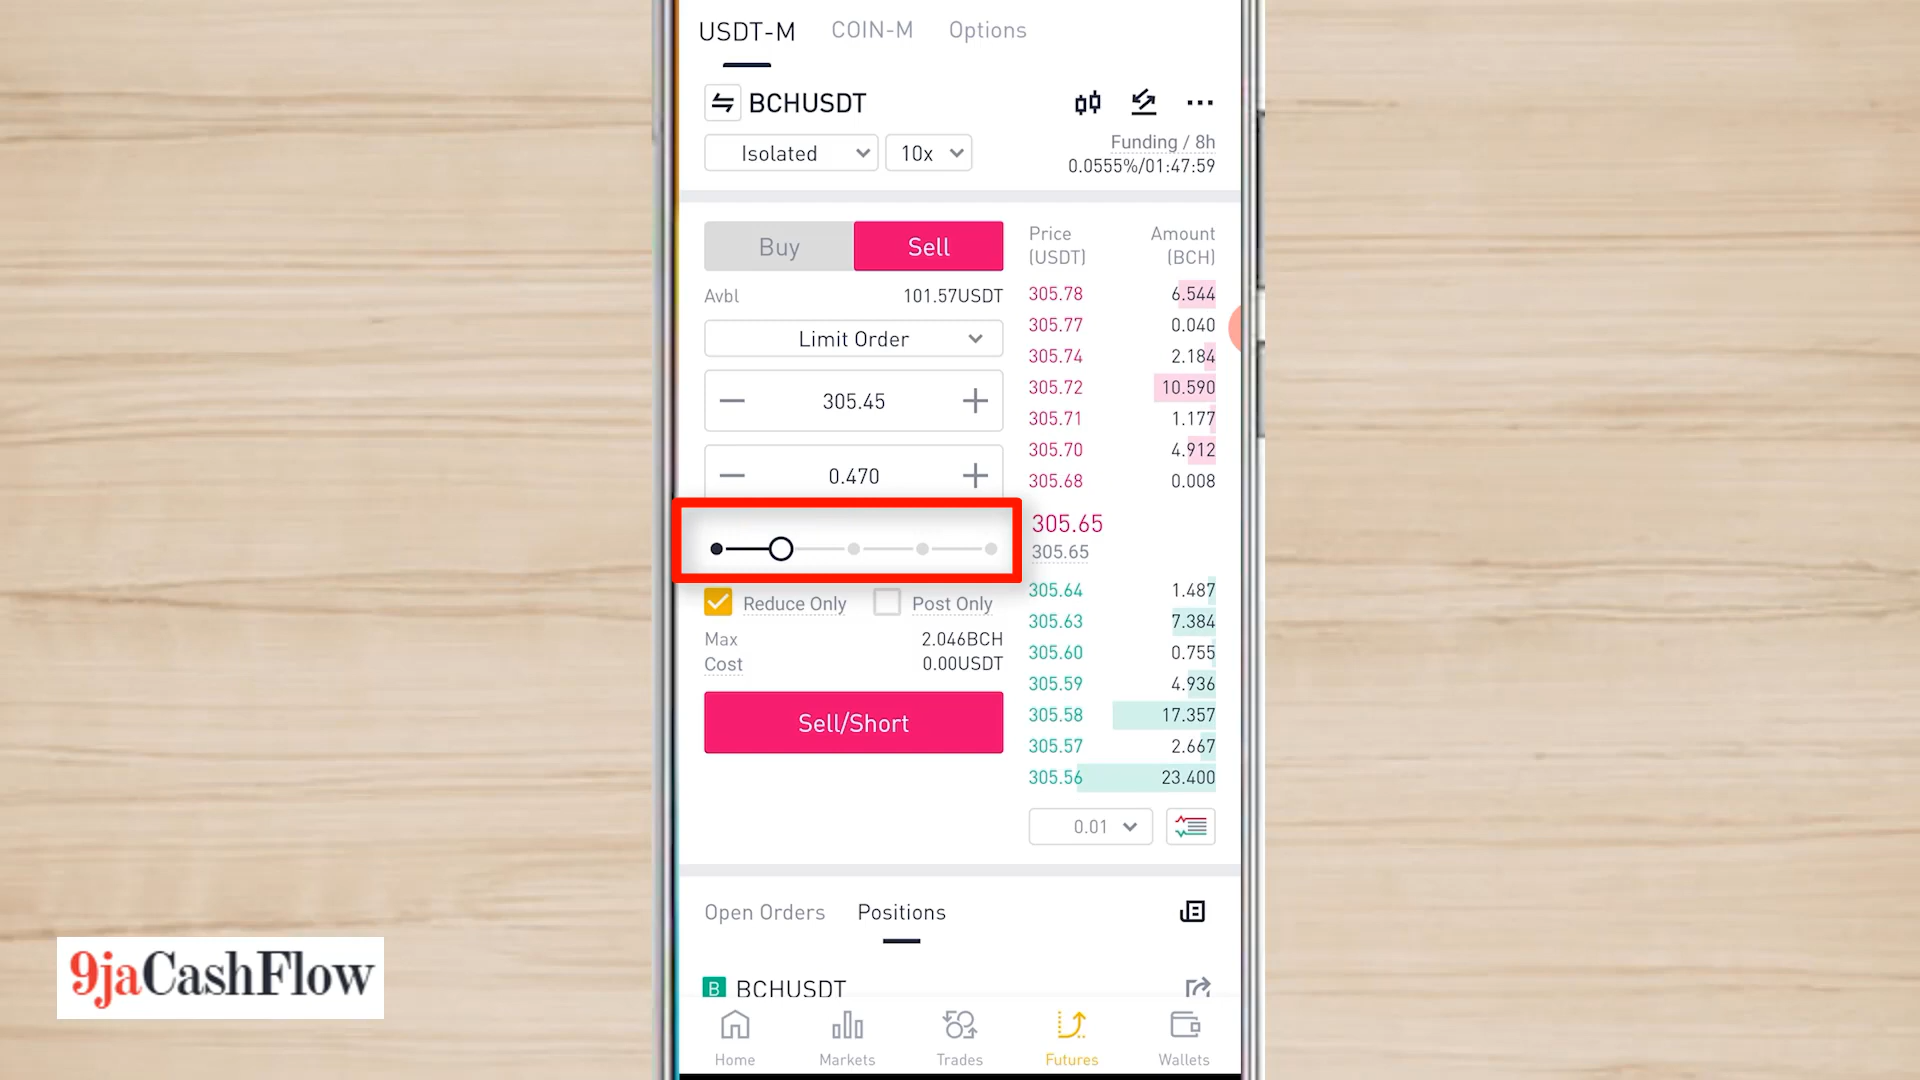 USDT-M COIN-M Options
BCHUSDT
Isolated 10x
Funding / 8h
0.0555%/01:47:59
Buy Sell
Avbl 101.57USDT
Limit Order
305.45
0.470
Reduce Only Post Only
Max 2.046BCH
Cost 0.00USDT
Sell/Short
Price Amount
(USDT) (BCH)
305.78 6.544
305.77 0.040
305.74 2.184
305.72 10.590
305.71 1.177
305.70 4.912
305.68 0.008
305.65
305.65
305.64 1.487
305.63 7.384
305.60 0.755
305.59 4.936
305.58 17.357
305.57 2.667
305.56 23.400
0.01
Open Orders Positions
B BCHUSDT
Home Markets Trades Futures Wallets
9jaCashFlow